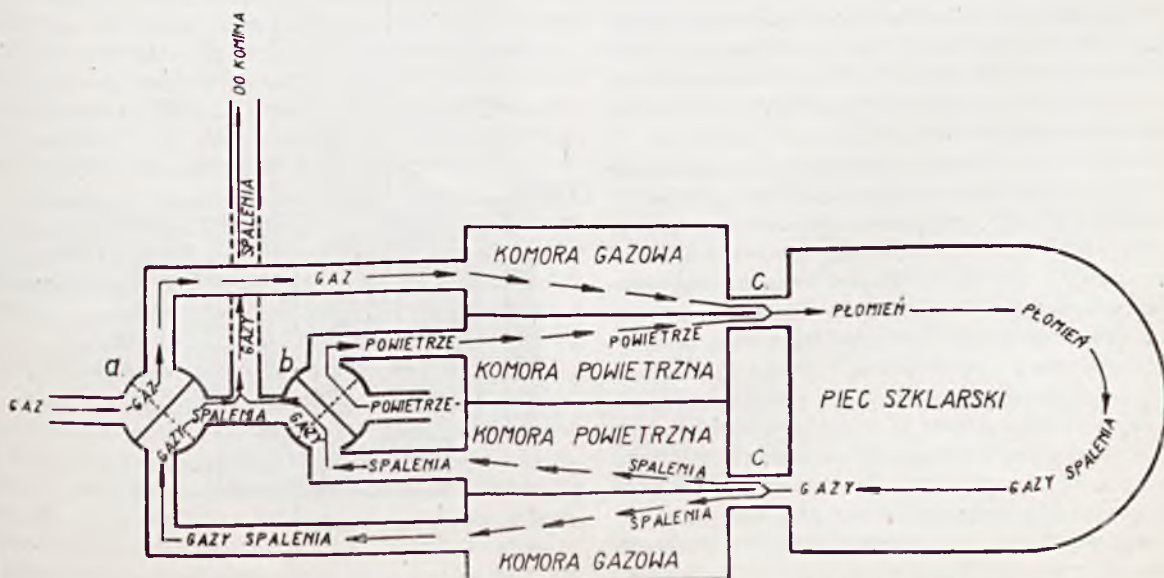 DO KOMINA
SPALENIA
GAZY
KOMORA GAZOWA
GAZ
C.
PŁOMIEŃ
PŁOMIEŃ
POWIETRZE
POWIETRZE
a.
b
KOMORA POWIETRZNA
GAZ
GAZ
SPALENIA
GAZY
GAZY
POWIETRZE
PIEC SZKLARSKI
KOMORA POWIETRZNA
C
SPALENIA
SPALENIA
GAZY
GAZY SPALENIA
SPALENIA
GAZY SPALENIA
KOMORA GAZOWA